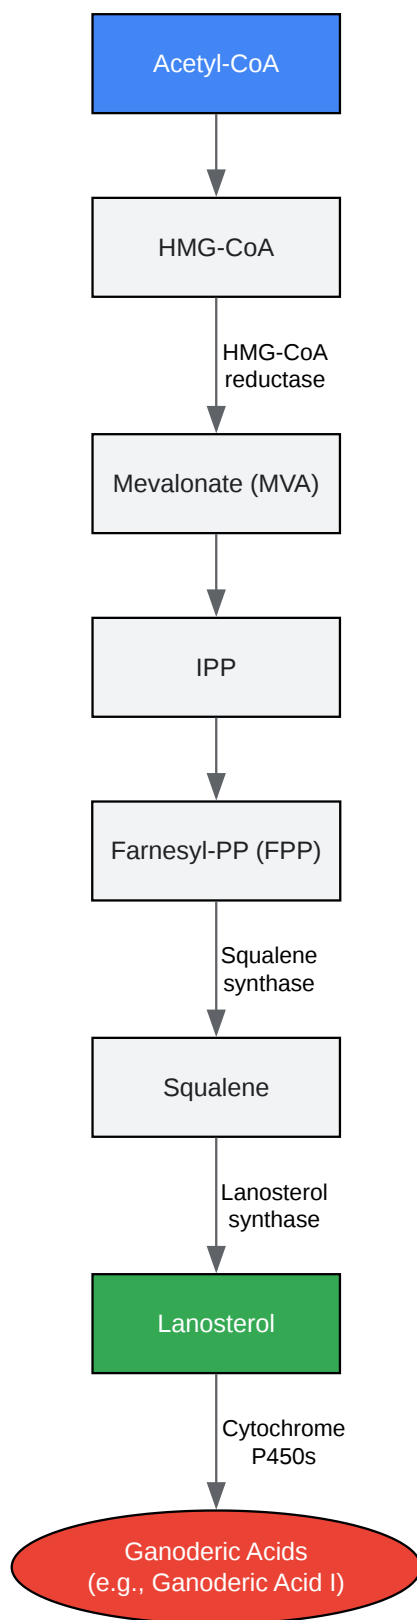 Acetyl-CoA
HMG-CoA
HMG-CoA
reductase
Mevalonate (MVA)
IPP
Farnesyl-PP (FPP)
Squalene
synthase
Squalene
Lanosterol
synthase
Lanosterol
Cytochrome
P450s
Ganoderic Acids
(e.g., Ganoderic Acid I)